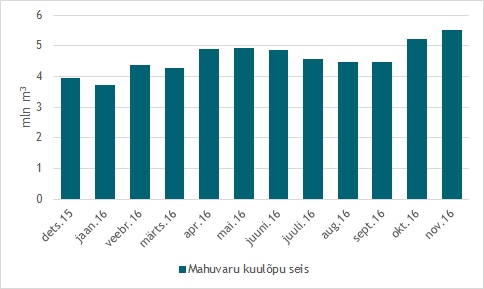 6
5
4
3
2
1
0
mln m³
dets.15
jaan.16
veebr.16
märts.16
apr.16
mai.16
juuni.16
juuli.16
aug.16
sept.16
okt.16
nov.16
Mahuvaru kuulõpu seis